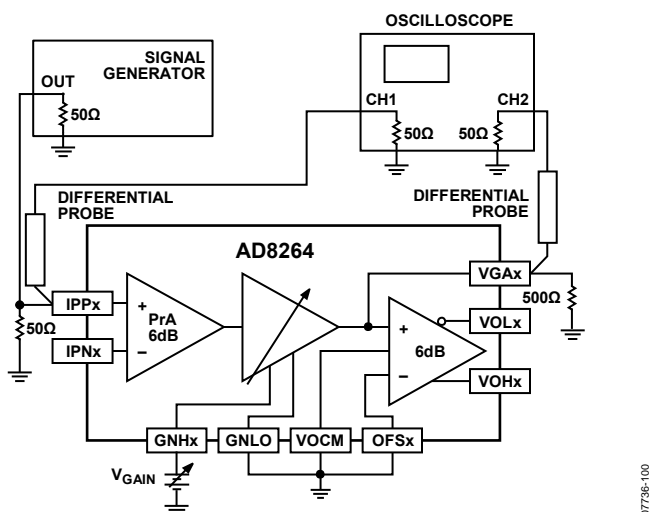 OSCILLOSCOPE
SIGNAL
GENERATOR
OUT
50Ω
CH1
CH2
50Ω
50Ω
DIFFERENTIAL
PROBE
DIFFERENTIAL
PROBE
AD8264
IPPx
+
PrA
6dB
–
50Ω
IPNx
VGAx
500Ω
+
6dB
–
VOLx
VOHx
GNHx
GNLO
VOCM
OFSx
VGAIN
07736-100